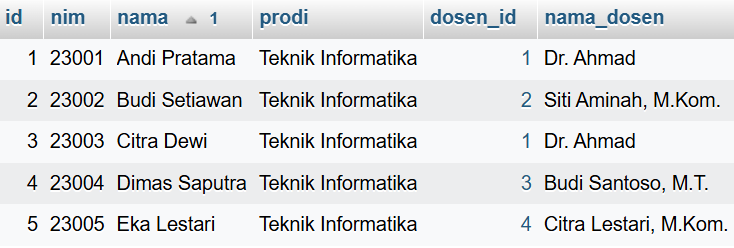 id nim nama 1 prodi dosen_id nama_dosen
1 23001 Andi Pratama Teknik Informatika 1 Dr. Ahmad
2 23002 Budi Setiawan Teknik Informatika 2 Siti Aminah, M.Kom.
3 23003 Citra Dewi Teknik Informatika 1 Dr. Ahmad
4 23004 Dimas Saputra Teknik Informatika 3 Budi Santoso, M.T.
5 23005 Eka Lestari Teknik Informatika 4 Citra Lestari, M.Kom.